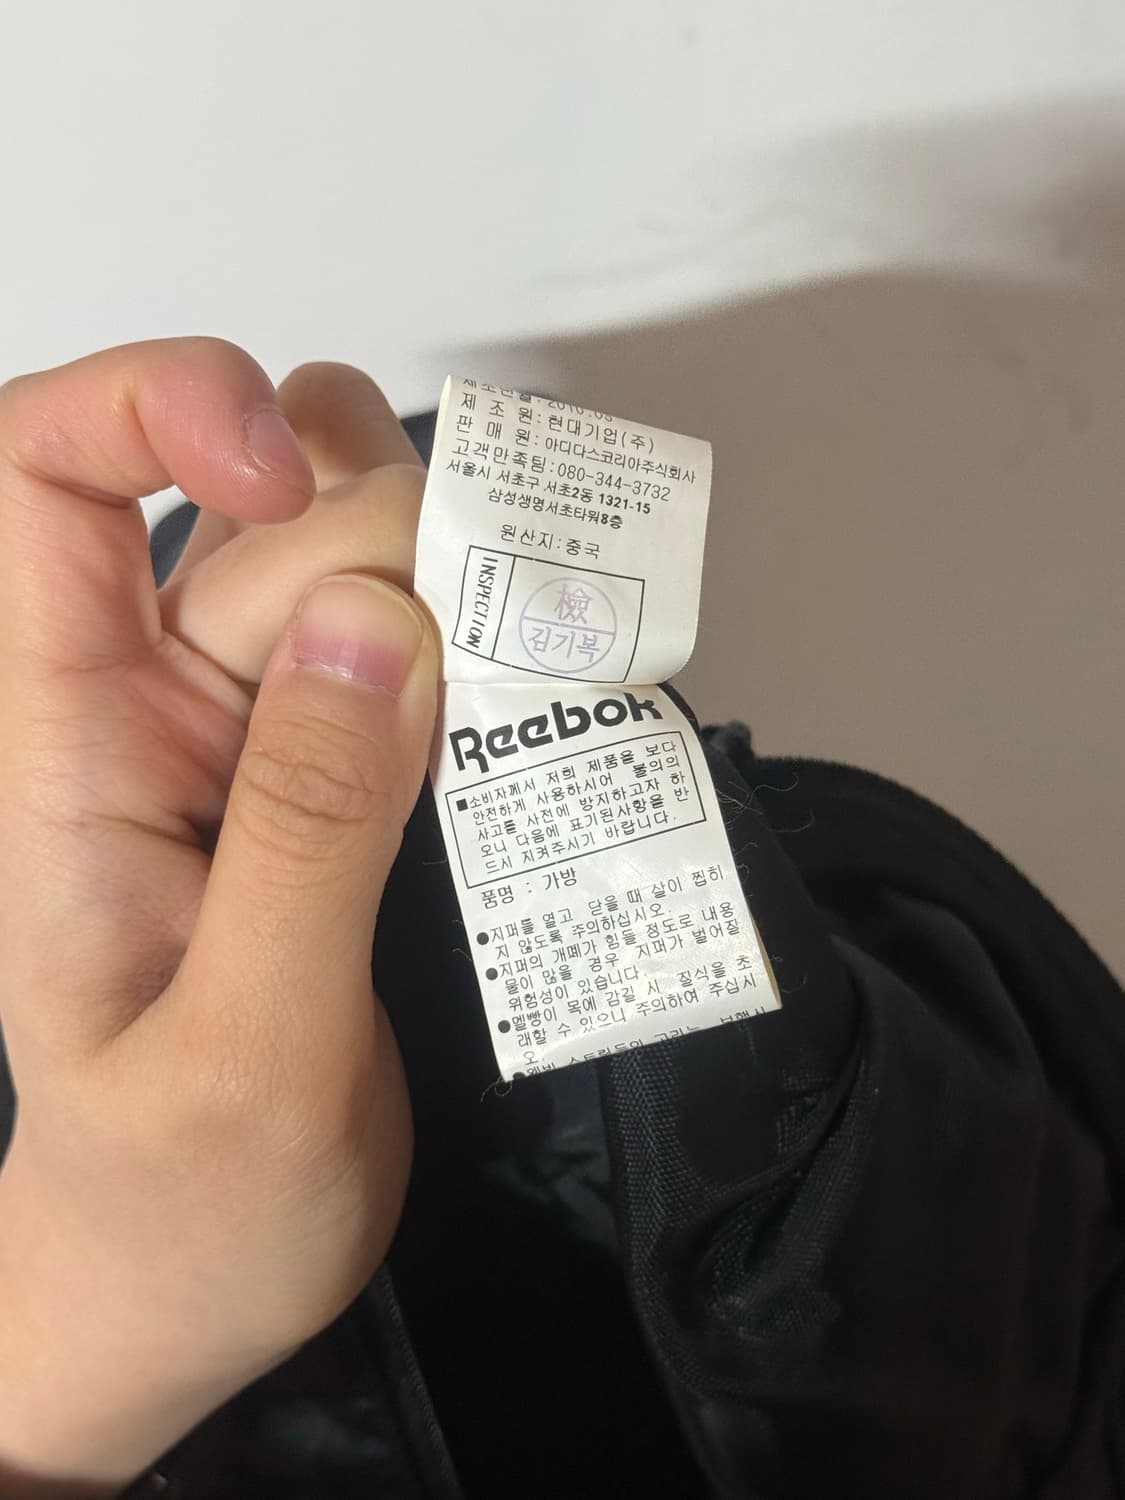 제조년월: 2010.03
제 조 원: 현대기업(주)
판 매 원: 아디다스코리아주식회사
고객만족팀:080-344-3732
서울시 서초구 서초2동 1321-15
삼성생명서초타워8층
원산지:중국
INSPECTION
檢
김기복
Reebok
■소비자께서 저희 제품을 보다
안전하게 사용하시어 불의의
사고를 사전에 방지하고자 하
오니 다음에 표기된사항을 반
드시 지켜주시기 바랍니다.
품명 : 가방
●지퍼를 열고 닫을 때 살이 찝히
지 않도록 주의하십시오.
●지퍼의 개폐가 힘들 정도로 내용
물이 많을 경우 지퍼가 벌어질
위험성이 있습니다.
●멜빵이 목에 감길 시 질식을 초
래할 수 있으니 주의하여 주십시
오.